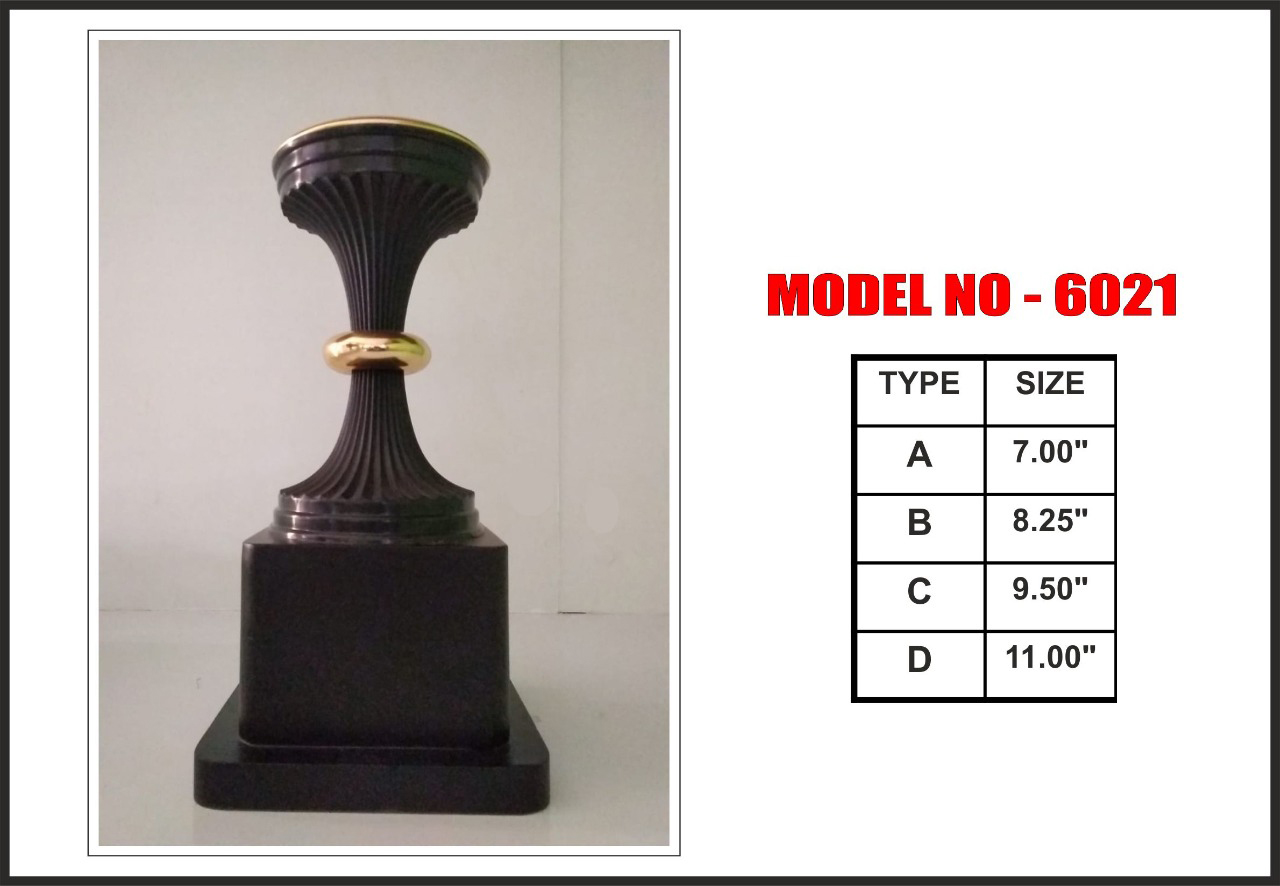 MODEL NO - 6021
TYPE SIZE
A 7.00"
B 8.25"
C 9.50"
D 11.00"